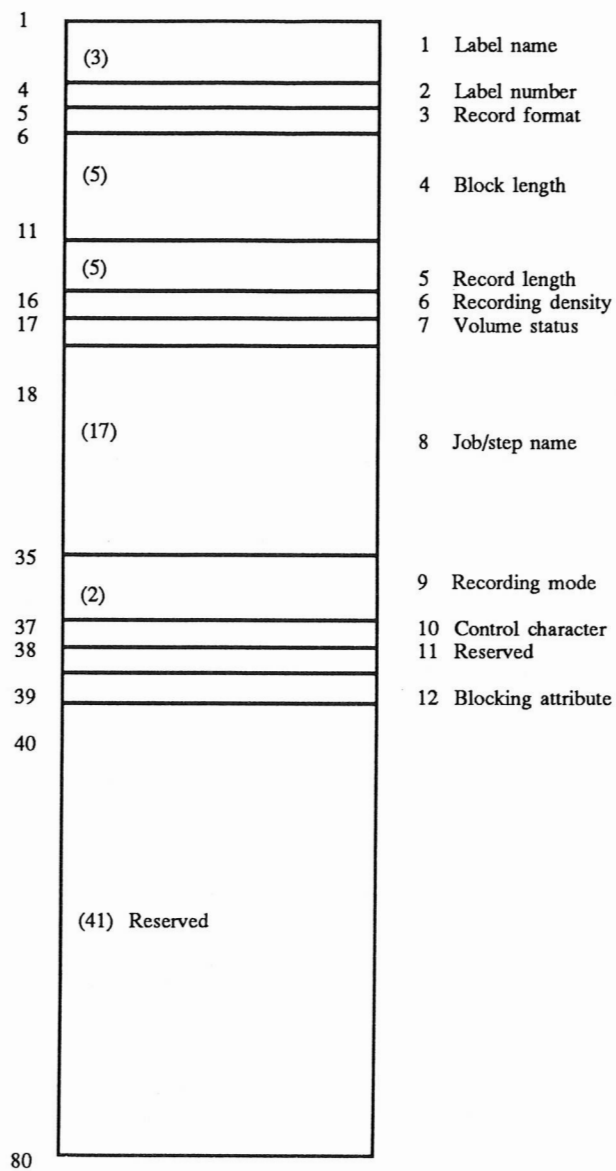 1
(3)
1 Label name
4
2 Label number
5
3 Record format
6
(5)
4 Block length
11
(5)
5 Record length
16
6 Recording density
17
7 Volume status
18
(17)
8 Job/step name
35
9 Recording mode
(2)
37
10 Control character
38
11 Reserved
39
12 Blocking attribute
40
(41) Reserved
80